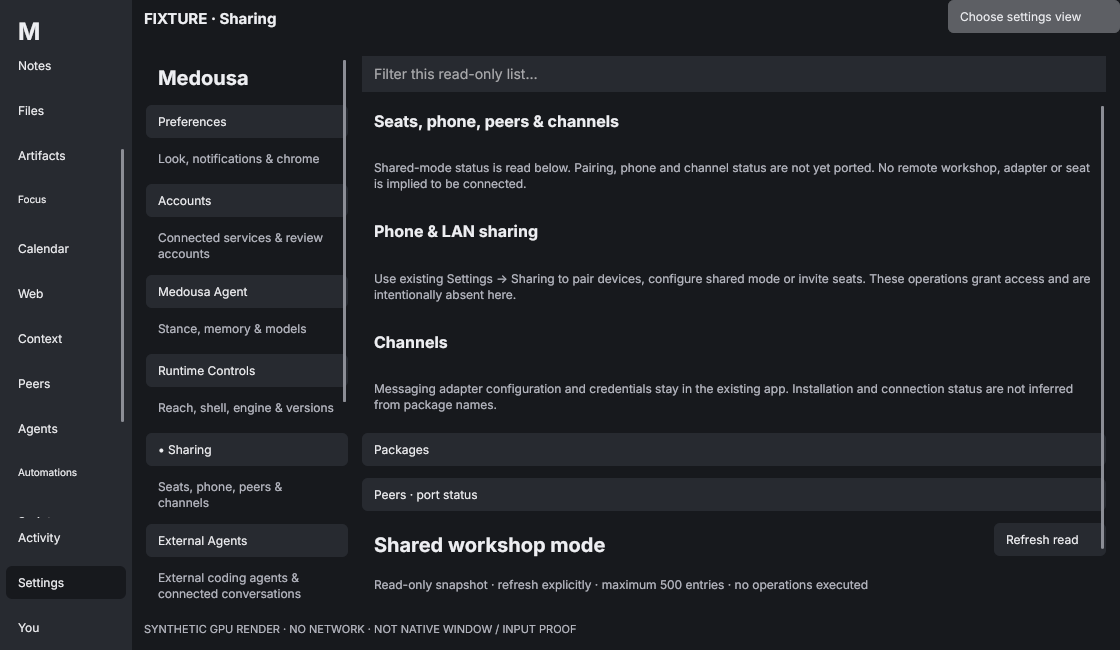 M
Notes
Files
Artifacts
Focus
Calendar
Web
Context
Peers
Agents
Automations
Activity
Settings
You
FIXTURE · Sharing
Choose settings view
Medousa
Preferences
Look, notifications & chrome
Accounts
Connected services & review
accounts
Medousa Agent
Stance, memory & models
Runtime Controls
Reach, shell, engine & versions
• Sharing
Seats, phone, peers &
channels
External Agents
External coding agents &
connected conversations
Filter this read-only list...
Seats, phone, peers & channels
Shared-mode status is read below. Pairing, phone and channel status are not yet ported. No remote workshop, adapter or seat
is implied to be connected.
Phone & LAN sharing
Use existing Settings → Sharing to pair devices, configure shared mode or invite seats. These operations grant access and are
intentionally absent here.
Channels
Messaging adapter configuration and credentials stay in the existing app. Installation and connection status are not inferred
from package names.
Packages
Peers · port status
Shared workshop mode
Refresh read
Read-only snapshot · refresh explicitly · maximum 500 entries · no operations executed
SYNTHETIC GPU RENDER · NO NETWORK · NOT NATIVE WINDOW / INPUT PROOF